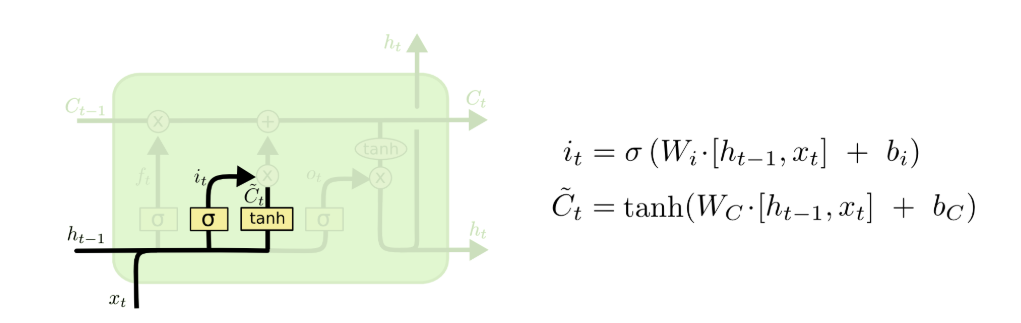 h_t
C_{t-1}
C_t
x
+
tanh
f_t
i_t
C̃_t
x
o_t
x
σ
σ
tanh
σ
h_{t-1}
h_t
x_t
i_t = σ (W_i·[h_{t-1}, x_t] + b_i)
C̃_t = tanh(W_C·[h_{t-1}, x_t] + b_C)